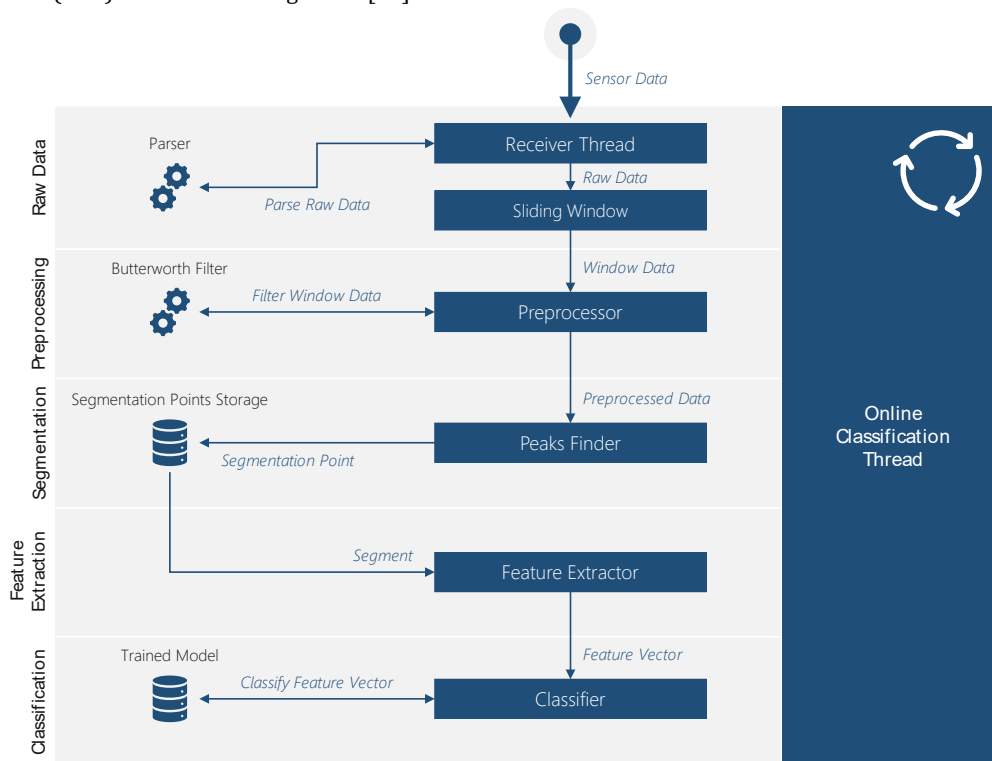 Sensor Data
Raw Data
Parser
Receiver Thread
Raw Data
Parse Raw Data
Sliding Window
Preprocessing
Butterworth Filter
Window Data
Filter Window Data
Preprocessor
Segmentation
Segmentation Points Storage
Preprocessed Data
Peaks Finder
Segmentation Point
Online
Classification
Thread
Feature
Extraction
Segment
Feature Extractor
Classification
Trained Model
Feature Vector
Classify Feature Vector
Classifier